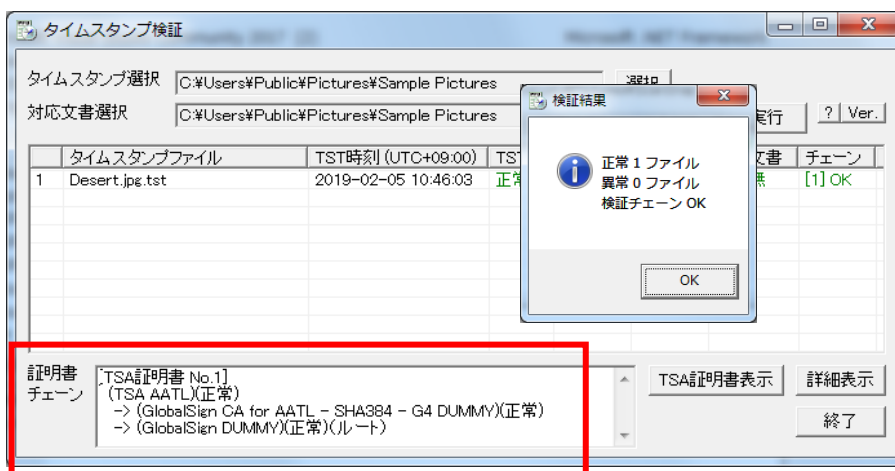 タイムスタンプ検証
タイムスタンプ選択 C:¥Users¥Public¥Pictures¥Sample Pictures
対応文書選択 C:¥Users¥Public¥Pictures¥Sample Pictures ? Ver.
タイムスタンプファイル TST時刻 (UTC+09:00) チェーン
1 Desert.jpg.tst 2019-02-05 10:46:03 [1] OK
検証結果
正常 1 ファイル
異常 0 ファイル
検証チェーン OK
OK
証明書
チェーン
[TSA証明書 No.1]
(TSA AATL)(正常)
-> (GlobalSign CA for AATL - SHA384 - G4 DUMMY)(正常)
-> (GlobalSign DUMMY)(正常)(ルート)
TSA証明書表示 詳細表示
終了